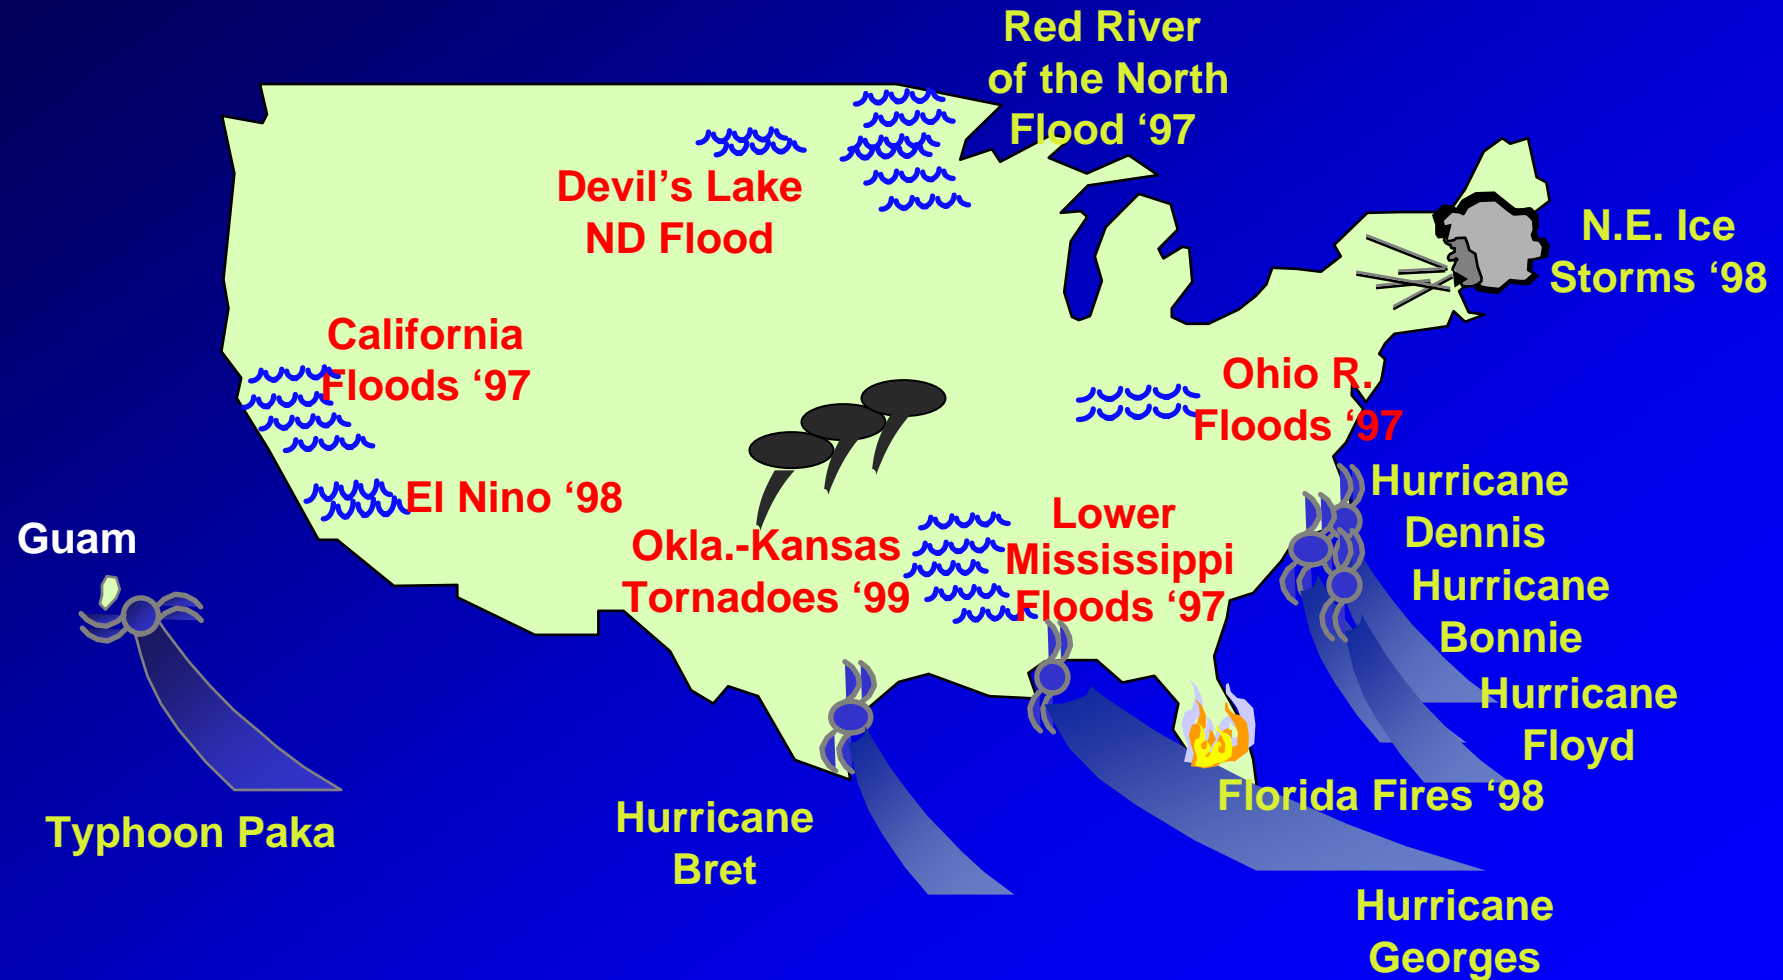 Red River
of the North
Flood ‘97
Devil’s Lake
ND Flood
N.E. Ice
Storms ‘98
California
Floods ‘97
Ohio R.
Floods ‘97
El Nino ‘98
Guam
Okla.-Kansas
Tornadoes ‘99
Lower
Mississippi
Floods ‘97
Hurricane
Dennis
Hurricane
Bonnie
Hurricane
Floyd
Florida Fires ‘98
Typhoon Paka
Hurricane
Bret
Hurricane
Georges